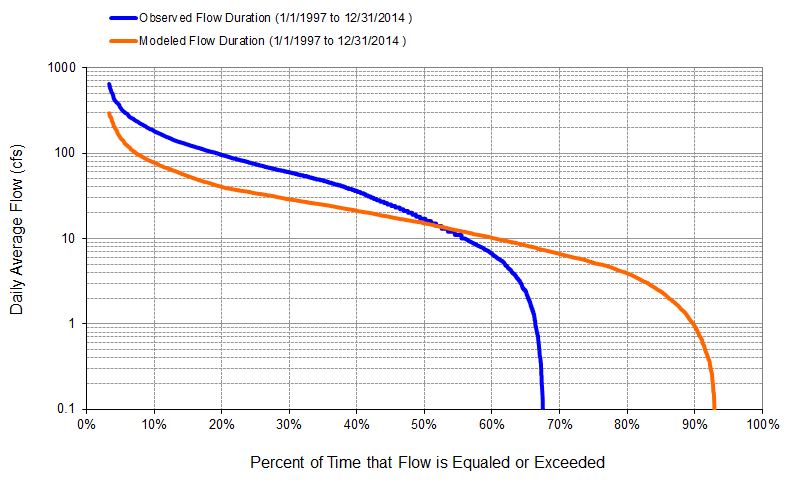 Observed Flow Duration (1/1/1997 to 12/31/2014 )
Modeled Flow Duration (1/1/1997 to 12/31/2014 )
1000
100
10
1
0.1
Daily Average Flow (cfs)
0% 10% 20% 30% 40% 50% 60% 70% 80% 90% 100%
Percent of Time that Flow is Equaled or Exceeded